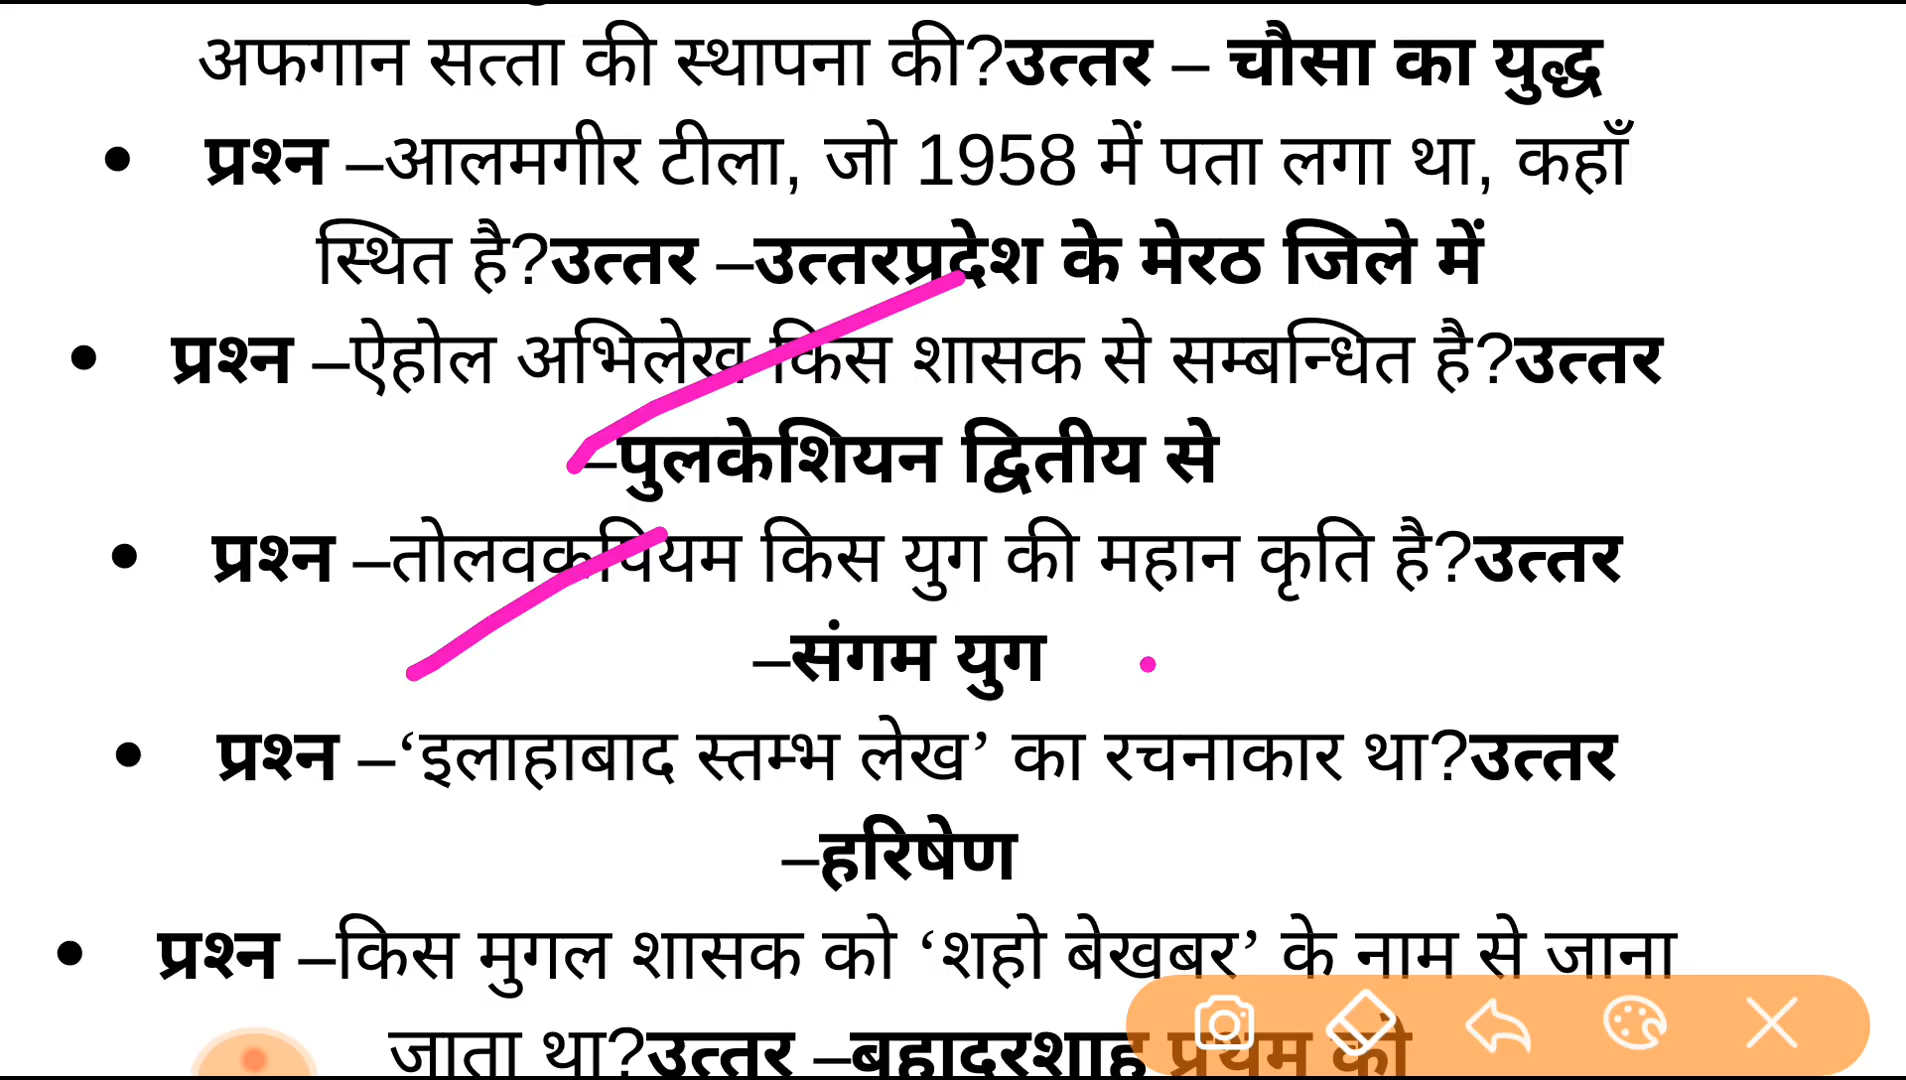 अफगान सत्ता की स्थापना की?उत्तर – चौसा का युद्ध
• प्रश्न –आलमगीर टीला, जो 1958 में पता लगा था, कहाँ
स्थित है?उत्तर –उत्तरप्रदेश के मेरठ जिले में
• प्रश्न –ऐहोल अभिलेख किस शासक से सम्बन्धित है?उत्तर
–पुलकेशियन द्वितीय से
• प्रश्न –तोलवकपियम किस युग की महान कृति है?उत्तर
–संगम युग
• प्रश्न –‘इलाहाबाद स्तम्भ लेख’ का रचनाकार था?उत्तर
–हरिषेण
• प्रश्न –किस मुगल शासक को ‘शहो बेखबर’ के नाम से जाना
जाता था?उत्तर –बहादरशाह प्रथम को